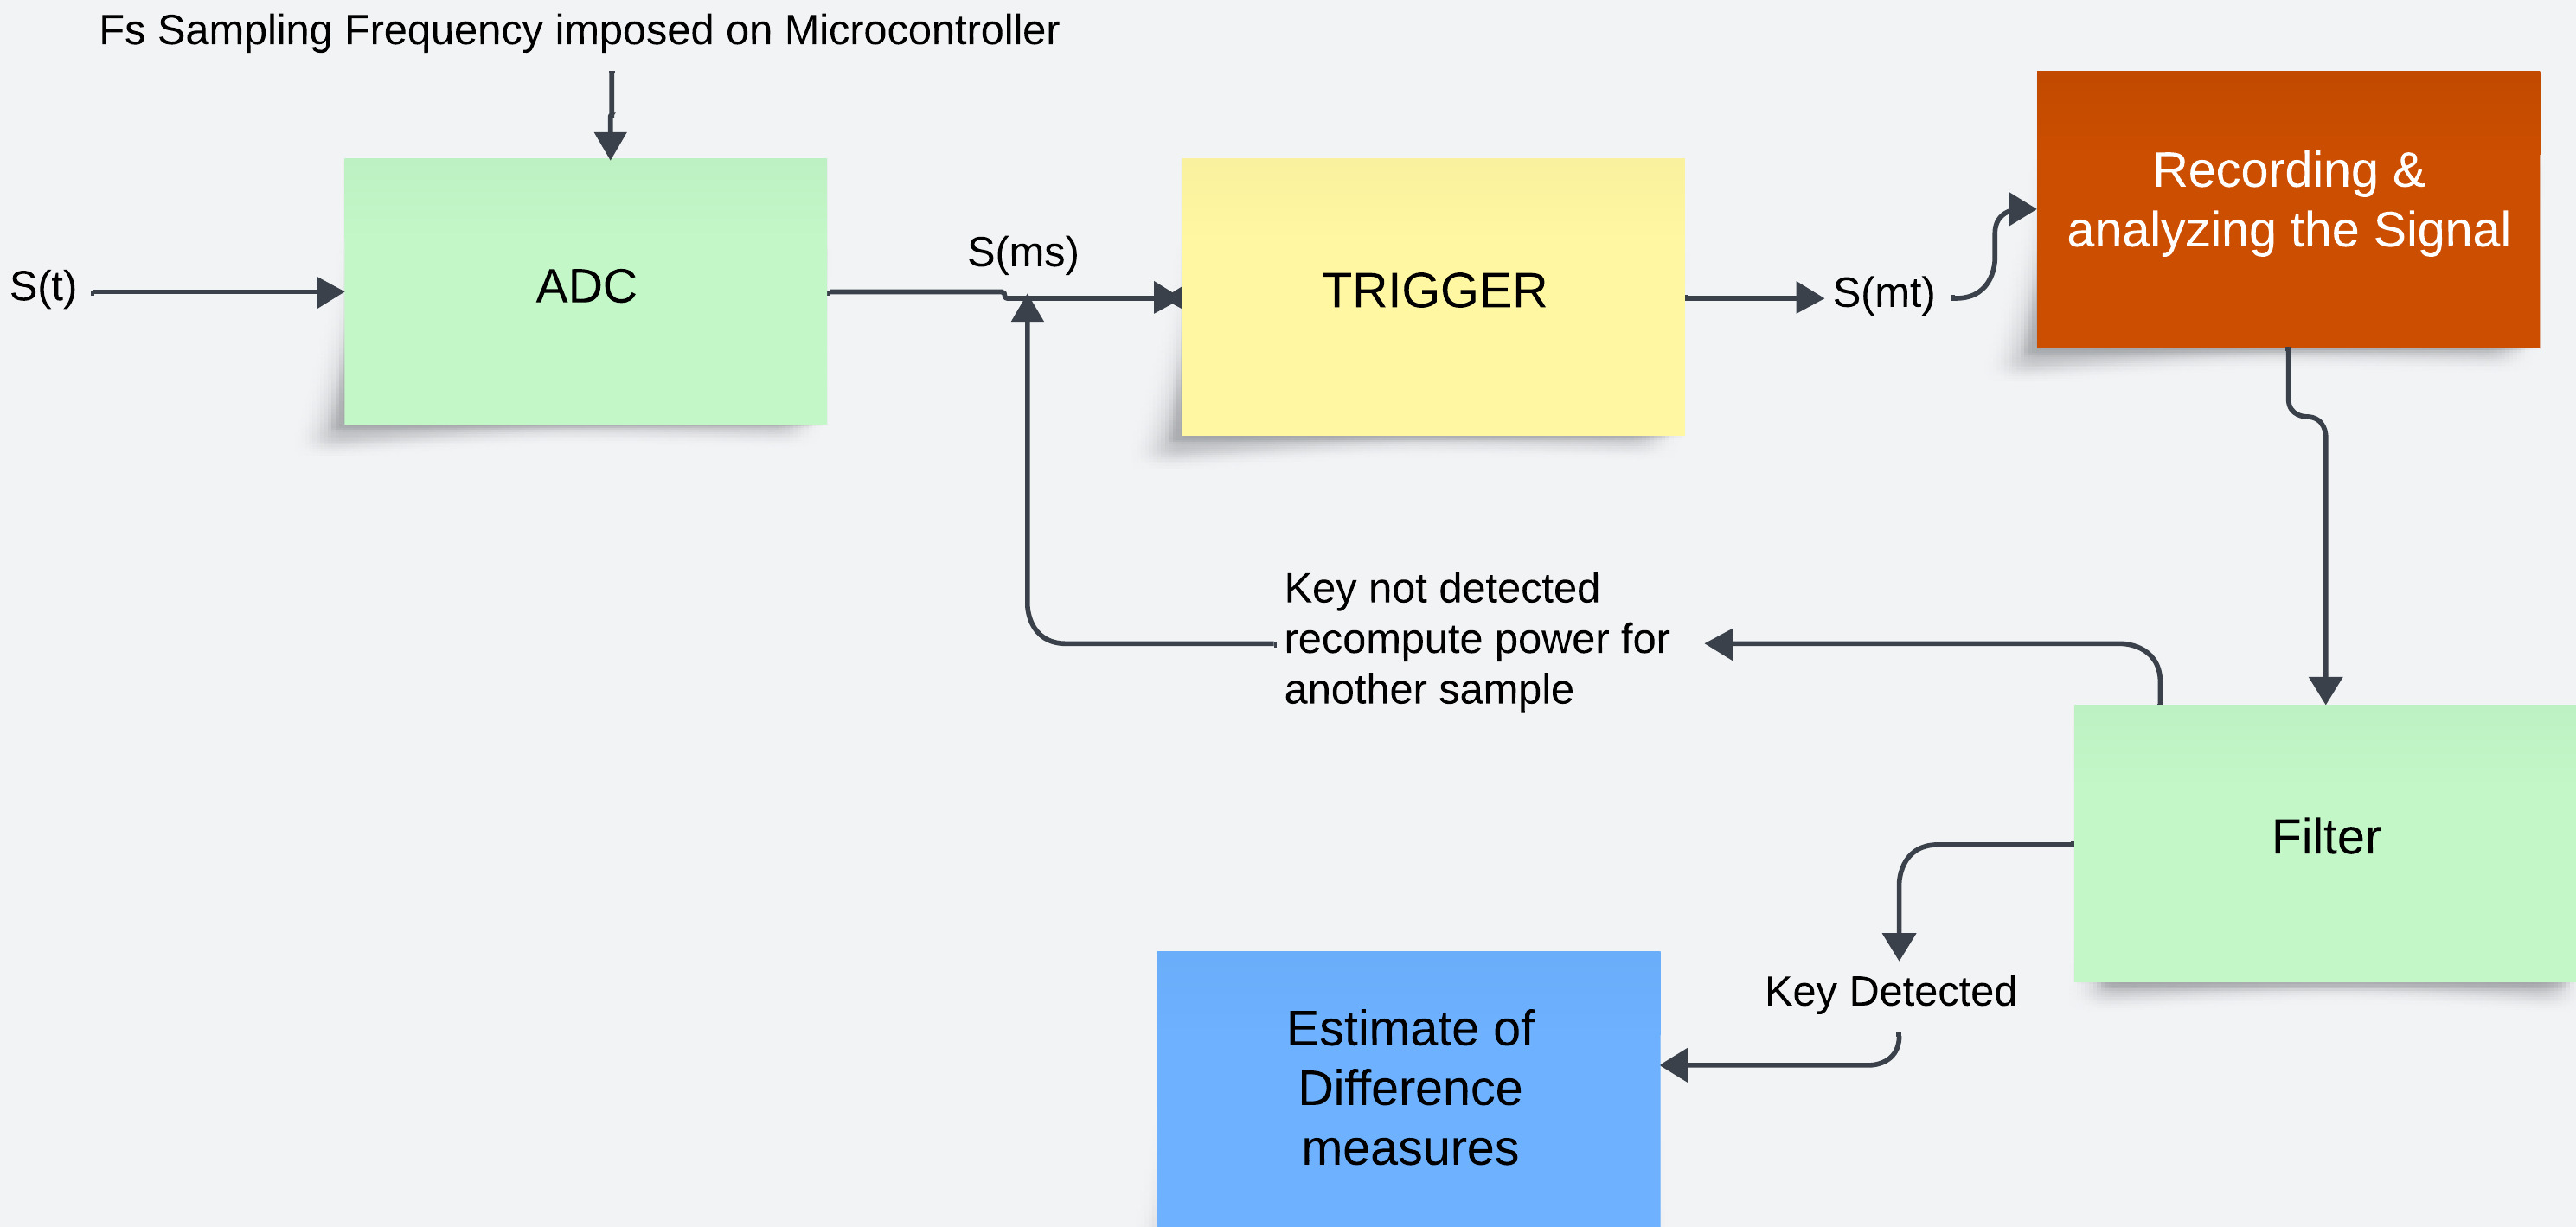 Fs Sampling Frequency imposed on Microcontroller
S(t)
ADC
S(ms)
TRIGGER
S(mt)
Recording &
analyzing the Signal
Key not detected
recompute power for
another sample
Filter
Key Detected
Estimate of
Difference
measures